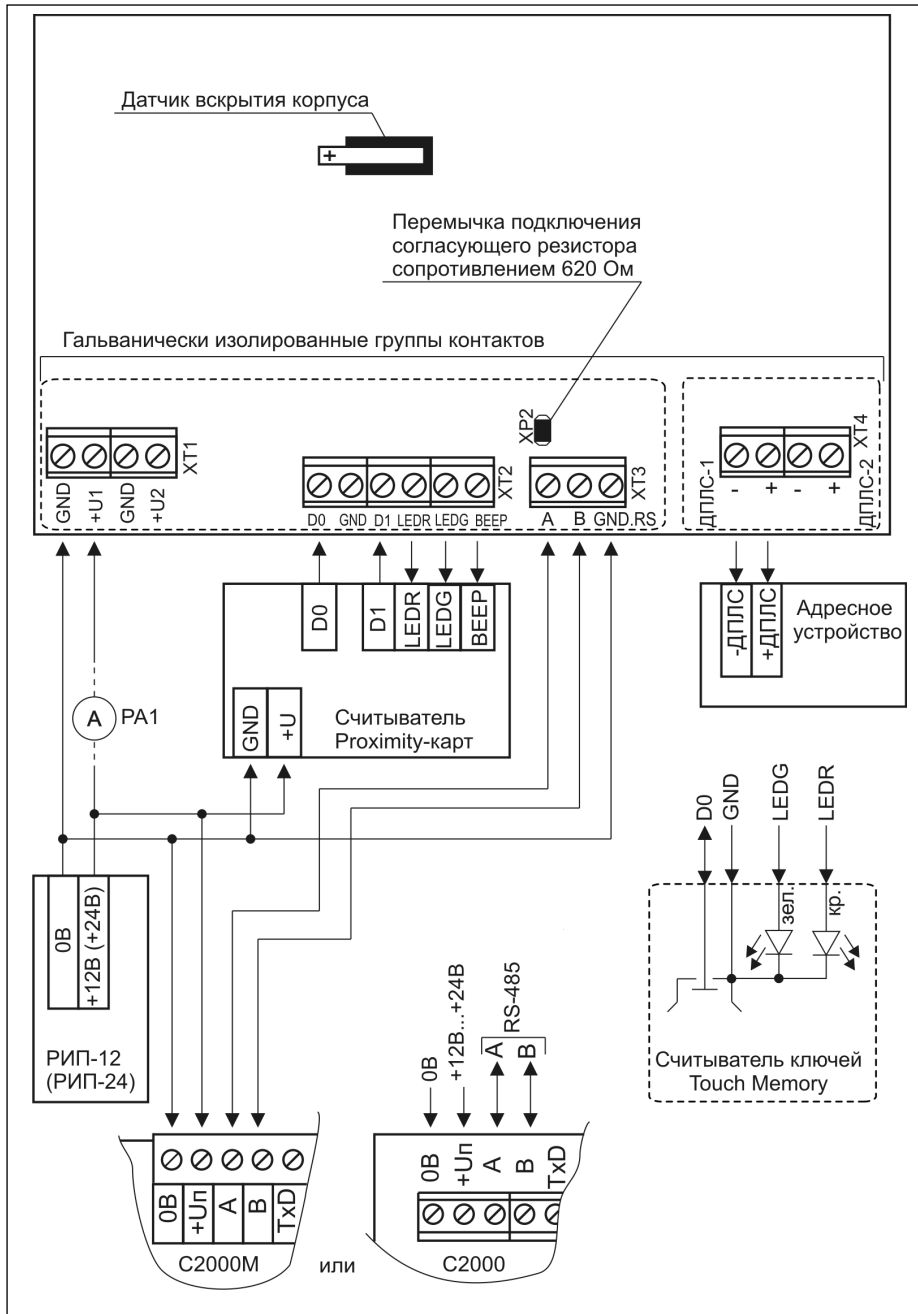 Датчик вскрытия корпуса
+
Перемычка подключения
согласующего резистора
сопротивлением 620 Ом
Гальванически изолированные группы контактов
XT1
GND
+U1
GND
+U2
XT2
D0
GND
D1
LEDR
LEDG
BEEP
XP2
XT3
A
B
GND.RS
XT4
ДПЛС-1
-
+
-
+
ДПЛС-2
D0
D1
LEDR
LEDG
BEEP
GND
+U
Считыватель
Proximity-карт
-ДПЛС
+ДПЛС
Адресное
устройство
A
PA1
0В
+12В (+24В)
РИП-12
(РИП-24)
D0
GND
LEDG
LEDR
зел.
кр.
Считыватель ключей
Touch Memory
0В
+12В...+24В
A
B
RS-485
0В
+Uп
A
B
TxD
С2000М
или
0В
+Uп
A
B
TxD
С2000